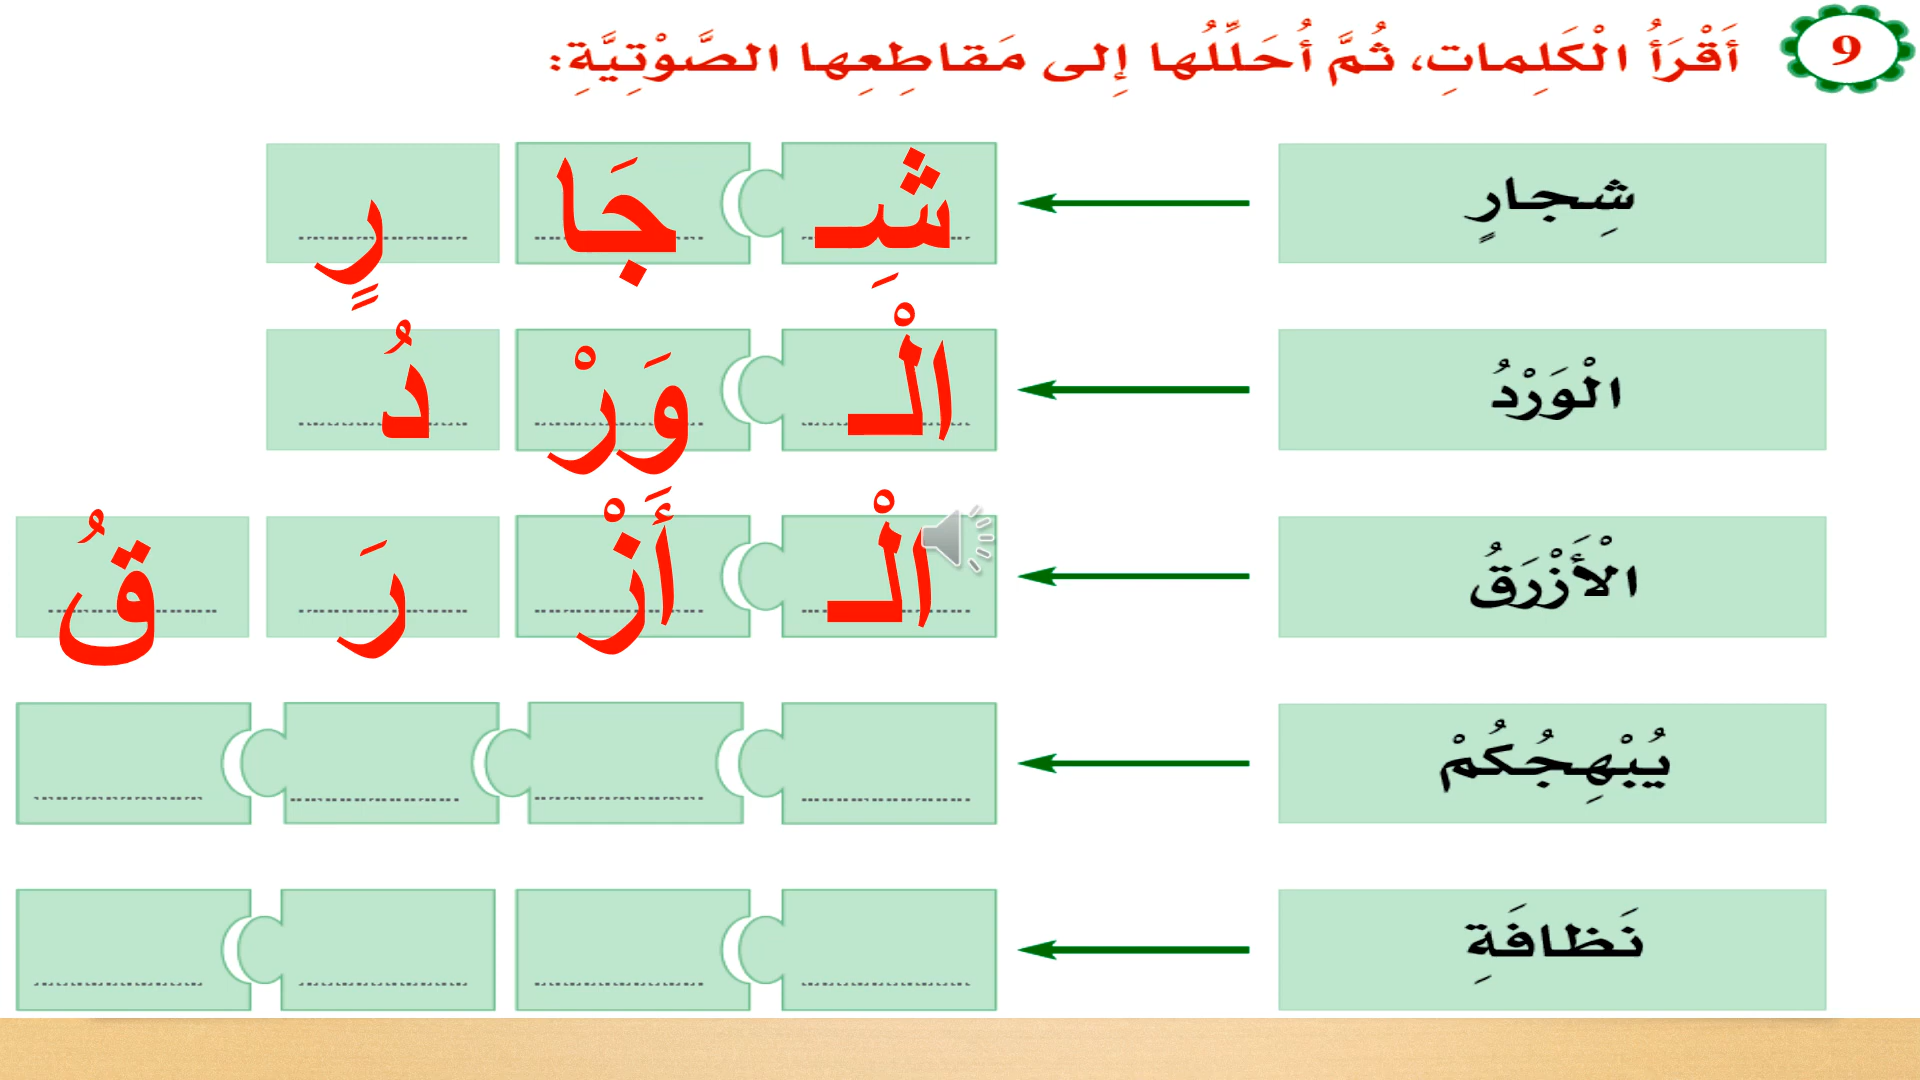 9 أَقْرَأُ الْكَلِماتِ، ثُمَّ أُحَلِّلُها إِلى مَقاطِعِها الصَّوْتِيَّةِ:
شِجارٍ شِـ جَا رٍ
الْوَرْدُ الْـ وَرْ دُ
الْأَزْرَقُ الْـ أَزْ رَ قُ
يُبْهِجُكُمْ
نَظافَةِ